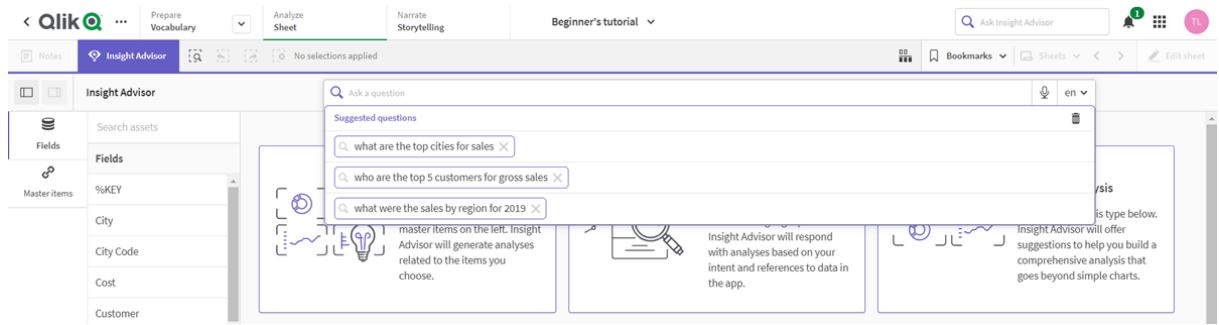 Qlik
Prepare
Vocabulary
Analyze
Sheet
Narrate
Storytelling
Beginner's tutorial
Ask Insight Advisor
1
TL
Notes
Insight Advisor
No selections applied
Bookmarks
Sheets
Edit sheet
Insight Advisor
Ask a question
en
Fields
Master items
Search assets
Fields
%KEY
City
City Code
Cost
Customer
Suggested questions
what are the top cities for sales
who are the top 5 customers for gross sales
what were the sales by region for 2019
master items on the left. Insight
Advisor will generate analyses
related to the items you
choose.
Insight Advisor will respond
with analyses based on your
intent and references to data in
the app.
ysis
is type below.
Insight Advisor will offer
suggestions to help you build a
comprehensive analysis that
goes beyond simple charts.